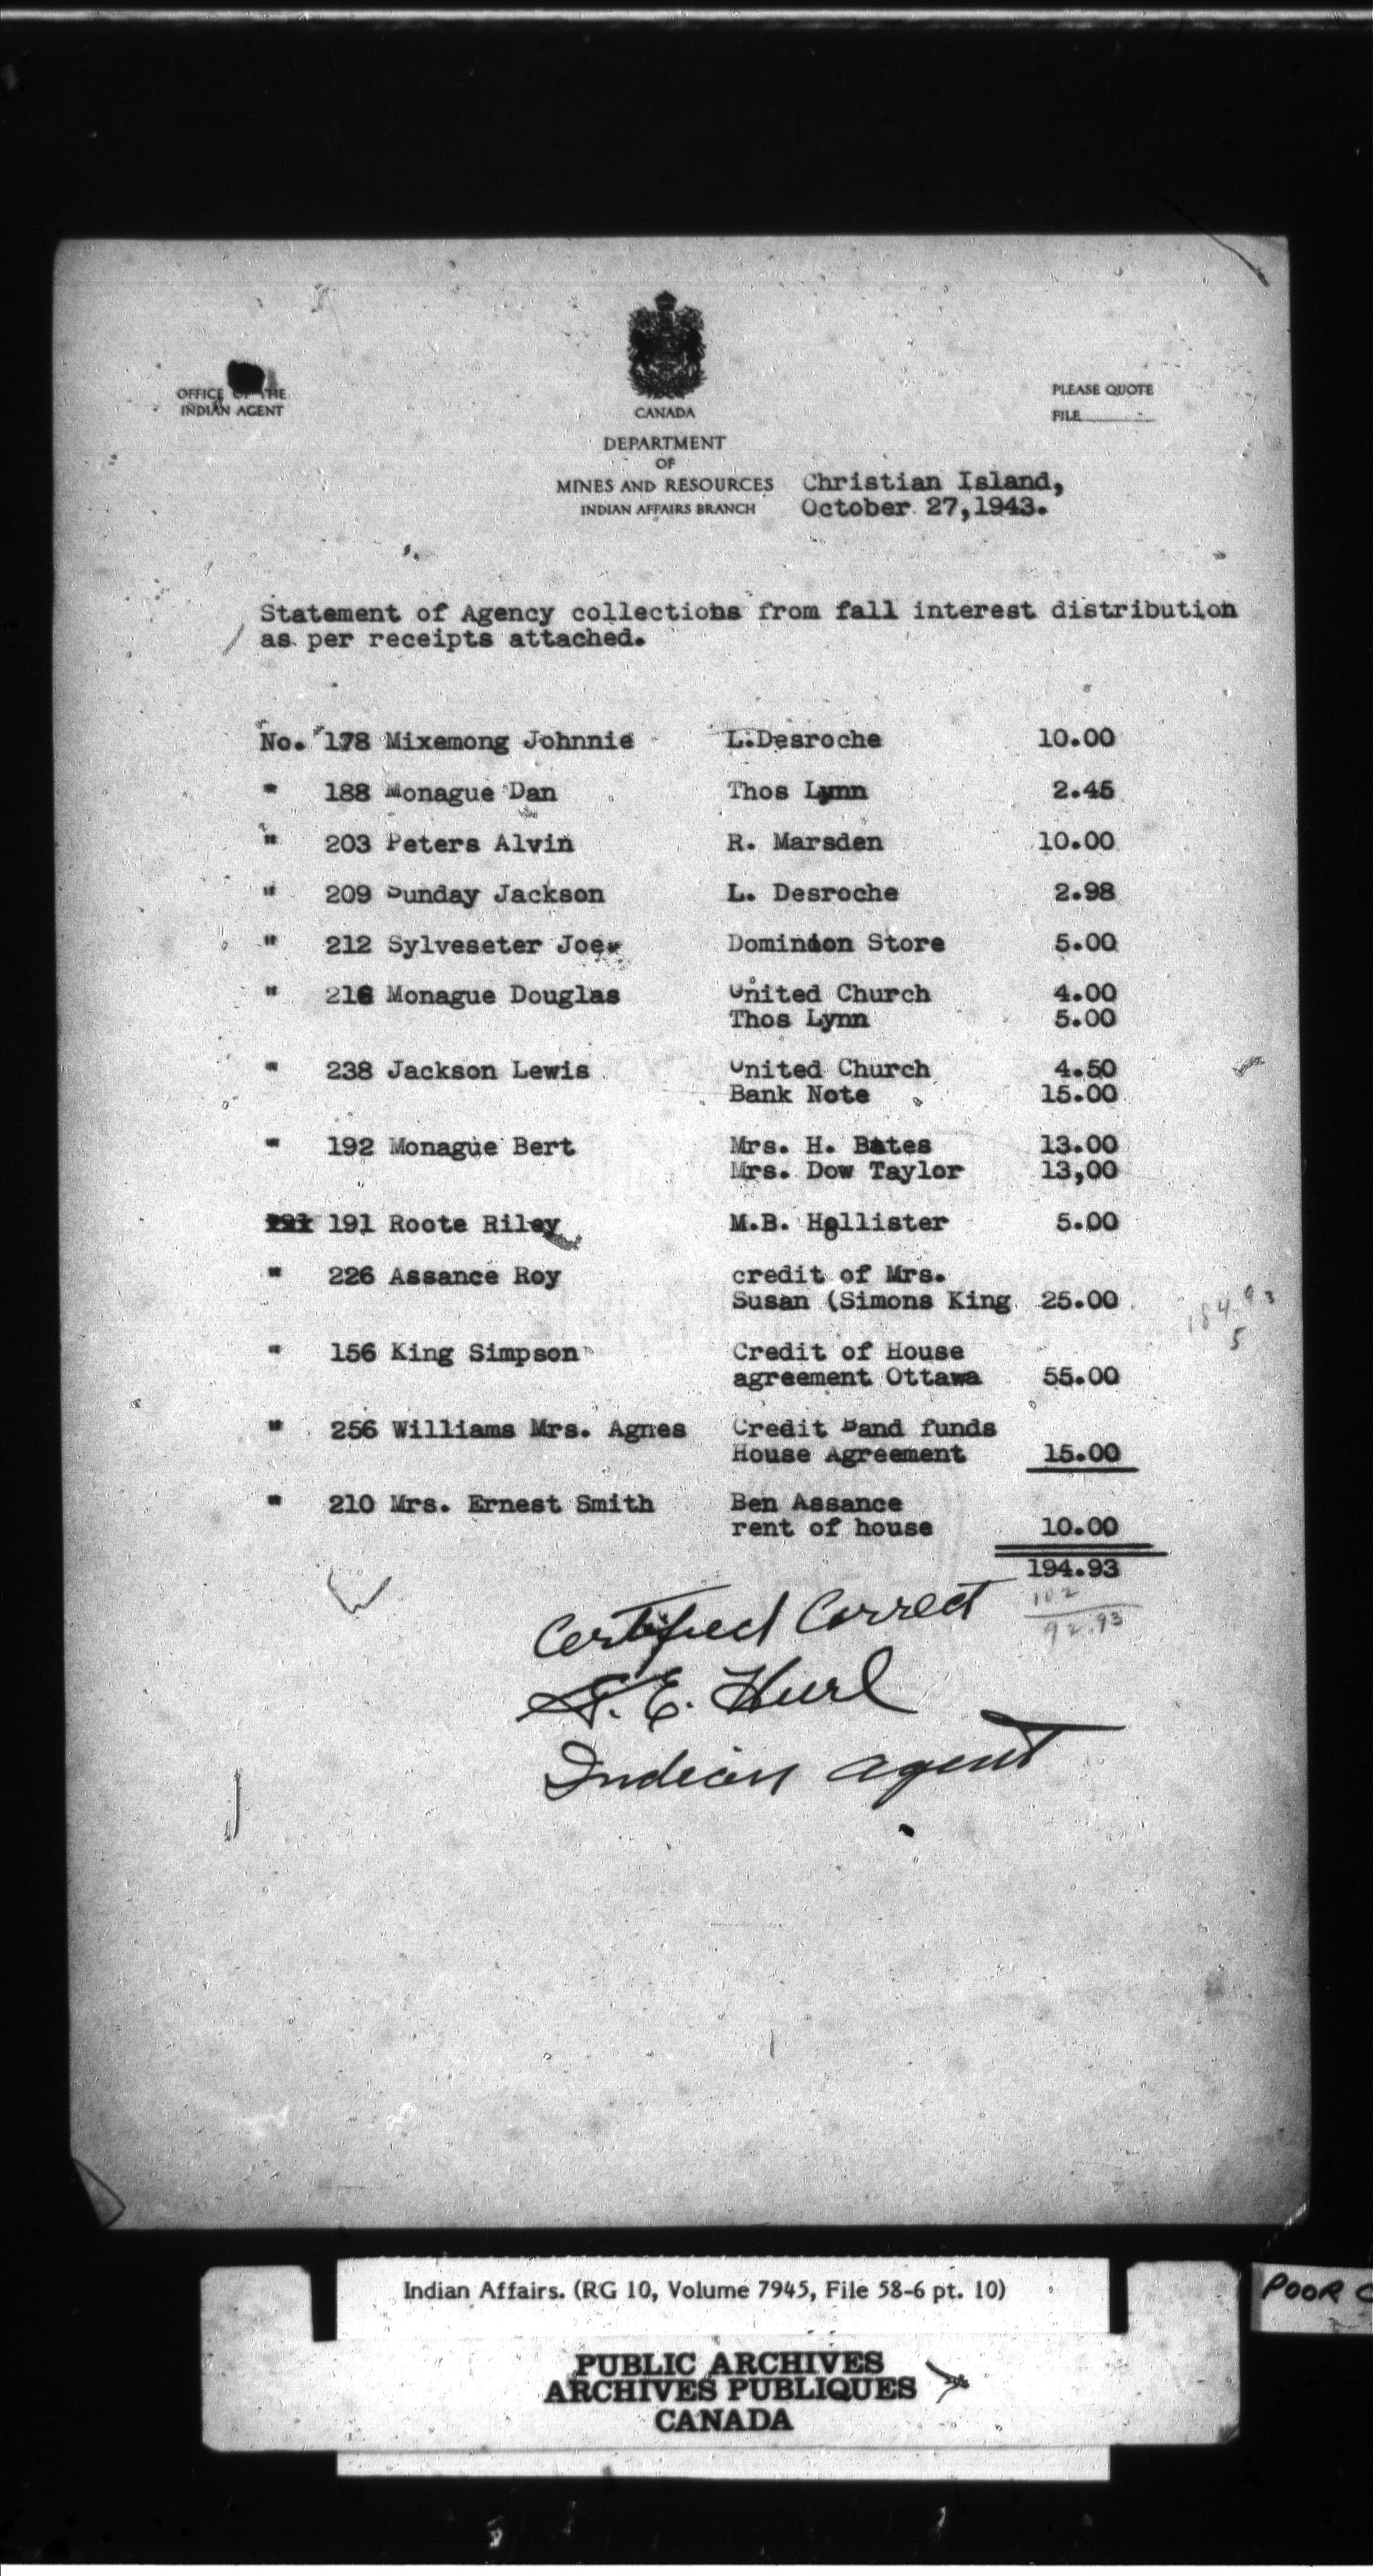 OFFICE OF THE
INDIAN AGENT
CANADA
DEPARTMENT
OF
MINES AND RESOURCES
INDIAN AFFAIRS BRANCH
PLEASE QUOTE
FILE
Christian Island,
October 27,1943.
Statement of Agency collections from fall interest distribution
as per receipts attached.
No. 178 Mixemong Johnnie L.Desroche 10.00
" 188 Monague Dan Thos Lynn 2.45
" 203 Peters Alvin R. Marsden 10.00
" 209 Sunday Jackson L. Desroche 2.98
" 212 Sylveseter Joe Dominion Store 5.00
" 216 Monague Douglas United Church 4.00
Thos Lynn 5.00
" 238 Jackson Lewis United Church 4.50
Bank Note 15.00
" 192 Monague Bert Mrs. H. Bates 13.00
Mrs. Dow Taylor 13,00
191 Roote Riley M.B. Hollister 5.00
" 226 Assance Roy credit of Mrs.
Susan (Simons King 25.00
184.93
5
" 156 King Simpson Credit of House
agreement Ottawa 55.00
" 256 Williams Mrs. Agnes Credit Band funds
House Agreement 15.00
" 210 Mrs. Ernest Smith Ben Assance
rent of house 10.00
194.93
102
92.93
Certified Correct
S.E. Hurl
Indian Agent
Indian Affairs. (RG 10, Volume 7945, File 58-6 pt. 10)
POOR C
PUBLIC ARCHIVES
ARCHIVES PUBLIQUES
CANADA